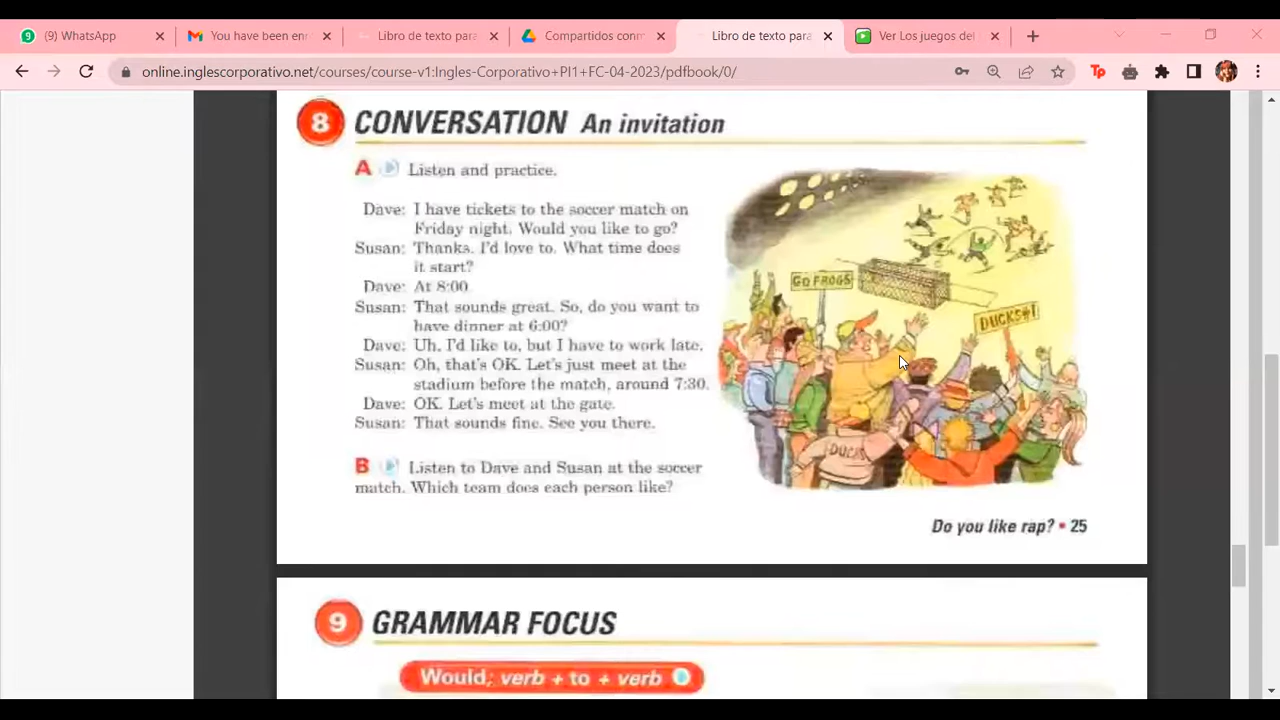 (9) WhatsApp
You have been enr
Libro de texto para
Compartidos conm
Libro de texto para
Ver Los juegos del
online.inglescorporativo.net/courses/course-v1:Ingles-Corporativo+PI1+FC-04-2023/pdfbook/0/
8 CONVERSATION An invitation
A Listen and practice.
Dave: I have tickets to the soccer match on
Friday night. Would you like to go?
Susan: Thanks. I'd love to. What time does
it start?
Dave: At 8:00.
Susan: That sounds great. So, do you want to
have dinner at 6:00?
Dave: Uh, I'd like to, but I have to work late.
Susan: Oh, that's OK. Let's just meet at the
stadium before the match, around 7:30.
Dave: OK. Let's meet at the gate.
Susan: That sounds fine. See you there.
GO FROGS
DUCKS #1
DUCKS
B Listen to Dave and Susan at the soccer
match. Which team does each person like?
Do you like rap? • 25
9 GRAMMAR FOCUS
Would; verb + to + verb